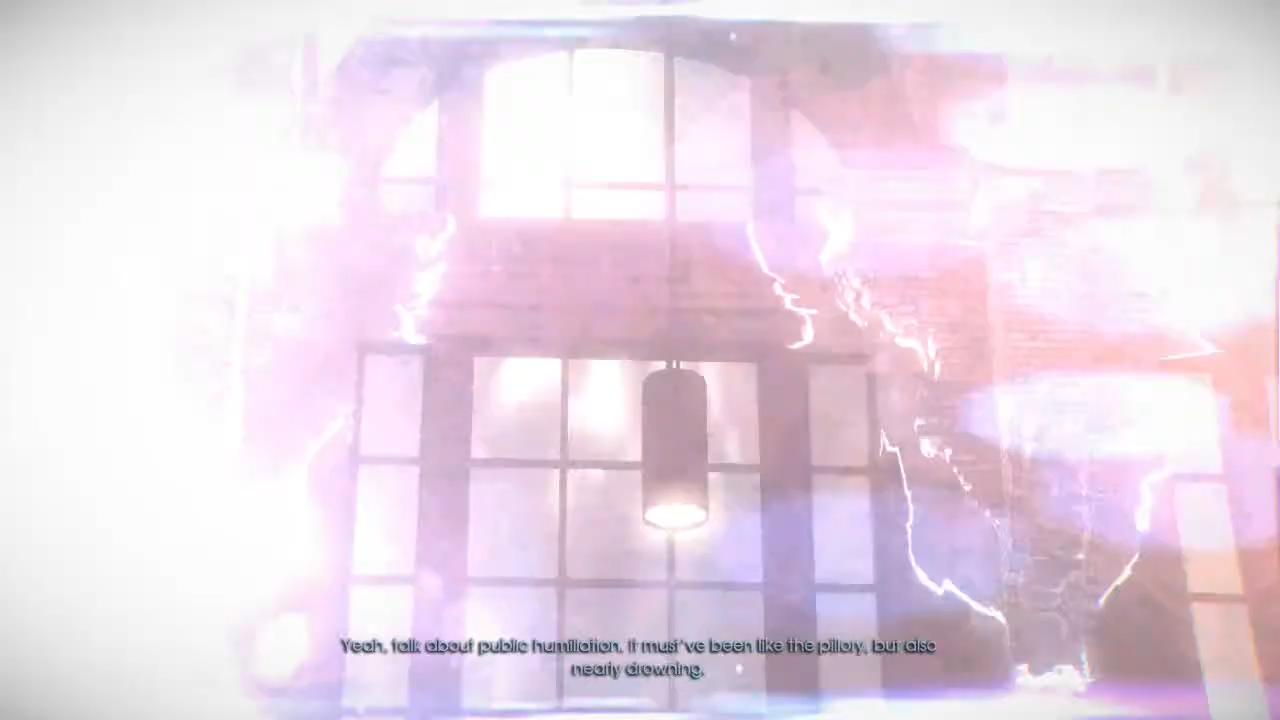 Yeah, talk about public humiliation. It must've been like the pillory, but also
nearly drowning.